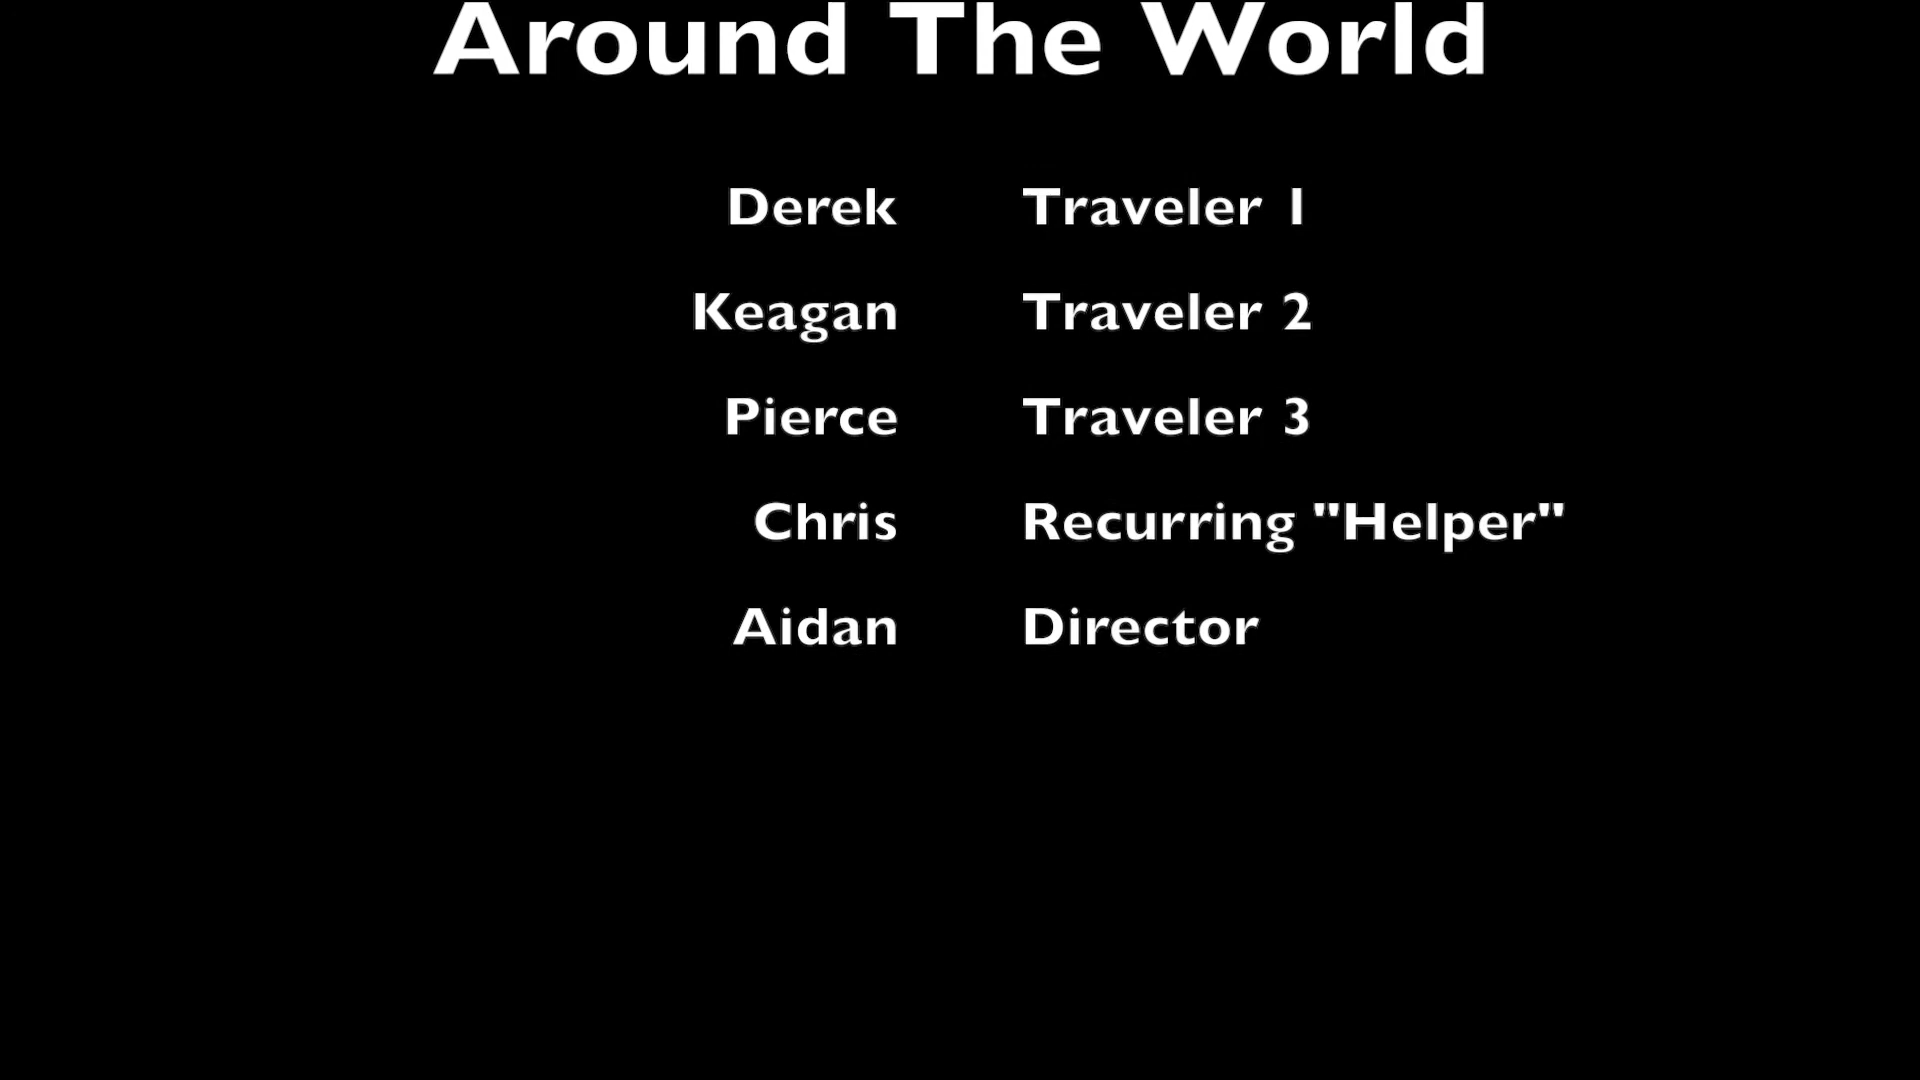 Around The World
Derek Traveler 1
Keagan Traveler 2
Pierce Traveler 3
Chris Recurring "Helper"
Aidan Director